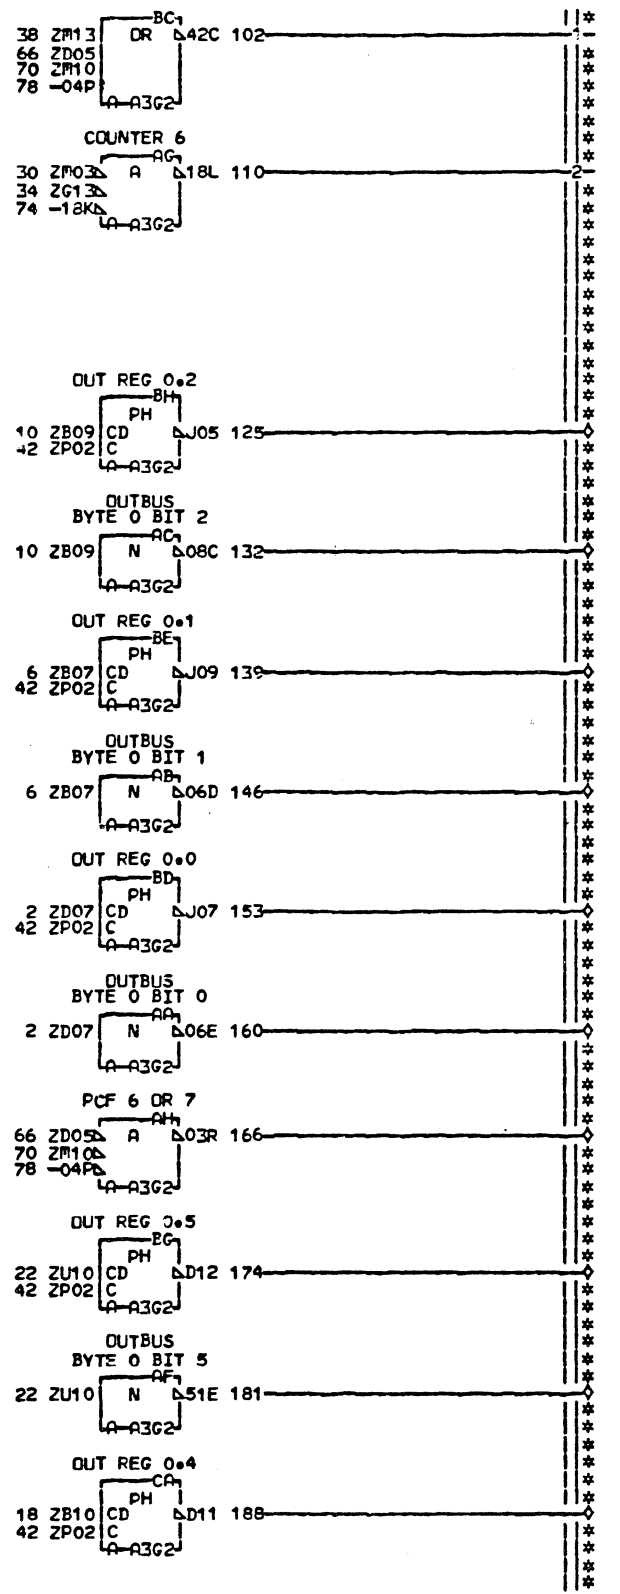 BC
38 ZM13 OR 42C 102 1
66 ZD05
70 ZM10
78 -04P
A A3G2
COUNTER 6
AG
30 ZM03 A 18L 110 2
34 ZG13
74 -18K
A A3G2
OUT REG 0.2
BH
PH
10 ZB09 CD J05 125
42 ZP02 C
A A3G2
OUTBUS
BYTE 0 BIT 2
AC
10 ZB09 N 08C 132
A A3G2
OUT REG 0.1
BE
PH
6 ZB07 CD J09 139
42 ZP02 C
A A3G2
OUTBUS
BYTE 0 BIT 1
AB
6 ZB07 N 06D 146
A A3G2
OUT REG 0.0
BD
PH
2 ZD07 CD J07 153
42 ZP02 C
A A3G2
OUTBUS
BYTE 0 BIT 0
AA
2 ZD07 N 06E 160
A A3G2
PCF 6 OR 7
AH
66 ZD05 A 03R 166
70 ZM10
78 -04P
A A3G2
OUT REG 0.5
BG
PH
22 ZU10 CD D12 174
42 ZP02 C
A A3G2
OUTBUS
BYTE 0 BIT 5
AF
22 ZU10 N 51E 181
A A3G2
OUT REG 0.4
CA
PH
18 ZB10 CD D11 188
42 ZP02 C
A A3G2